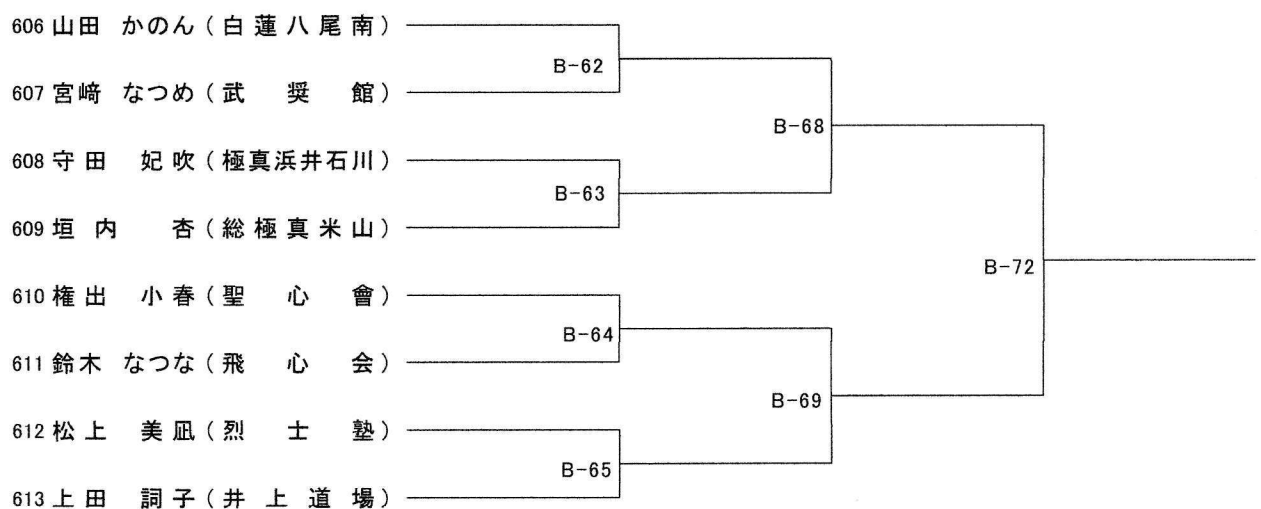 606 山田 かのん (白蓮八尾南)
B-62
607 宮﨑 なつめ (武奨館)
B-68
608 守田 妃吹 (極真浜井石川)
B-63
609 垣内 杏 (総極真米山)
B-72
610 権出 小春 (聖心會)
B-64
611 鈴木 なつな (飛心会)
B-69
612 松上 美凪 (烈士塾)
B-65
613 上田 詞子 (井上道場)